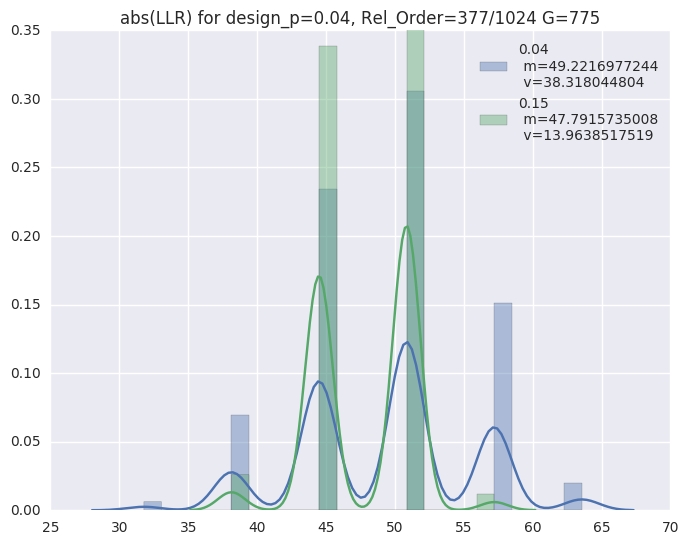 abs(LLR) for design_p=0.04, Rel_Order=377/1024 G=775
0.35
0.30
0.25
0.20
0.15
0.10
0.05
0.00
25 30 35 40 45 50 55 60 65 70
0.04
m=49.2216977244
v=38.318044804
0.15
m=47.7915735008
v=13.9638517519